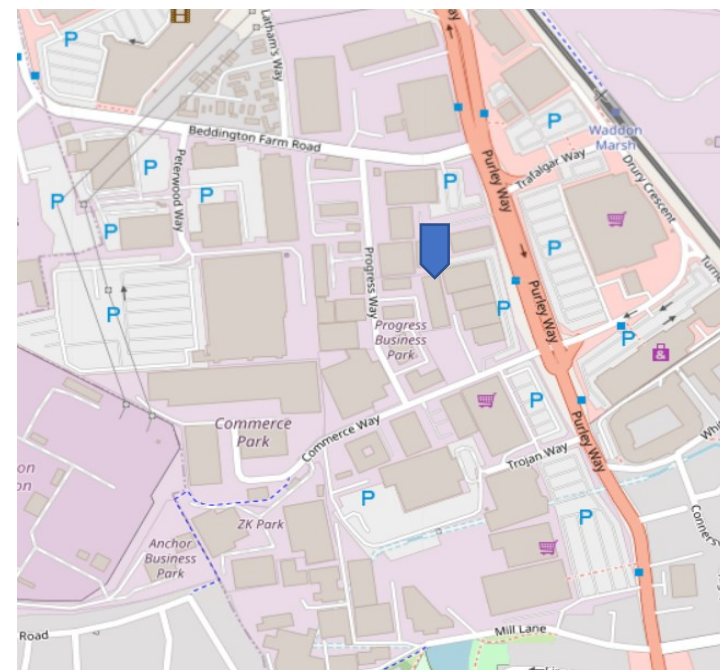 Latham's Way
P
Beddington Farm Road
Waddon
Marsh
P
P
P
P
P
P
Peterwood Way
Purley Way
Trafalgar Way
Drury Crescent
P
Progress Way
Purley Way
P
P
Progress
Business
Park
P
P
Commerce
Park
Commerce Way
Purley Way
Trojan Way
P
P
ZK Park
Anchor
Business
Park
Mill Lane
Road